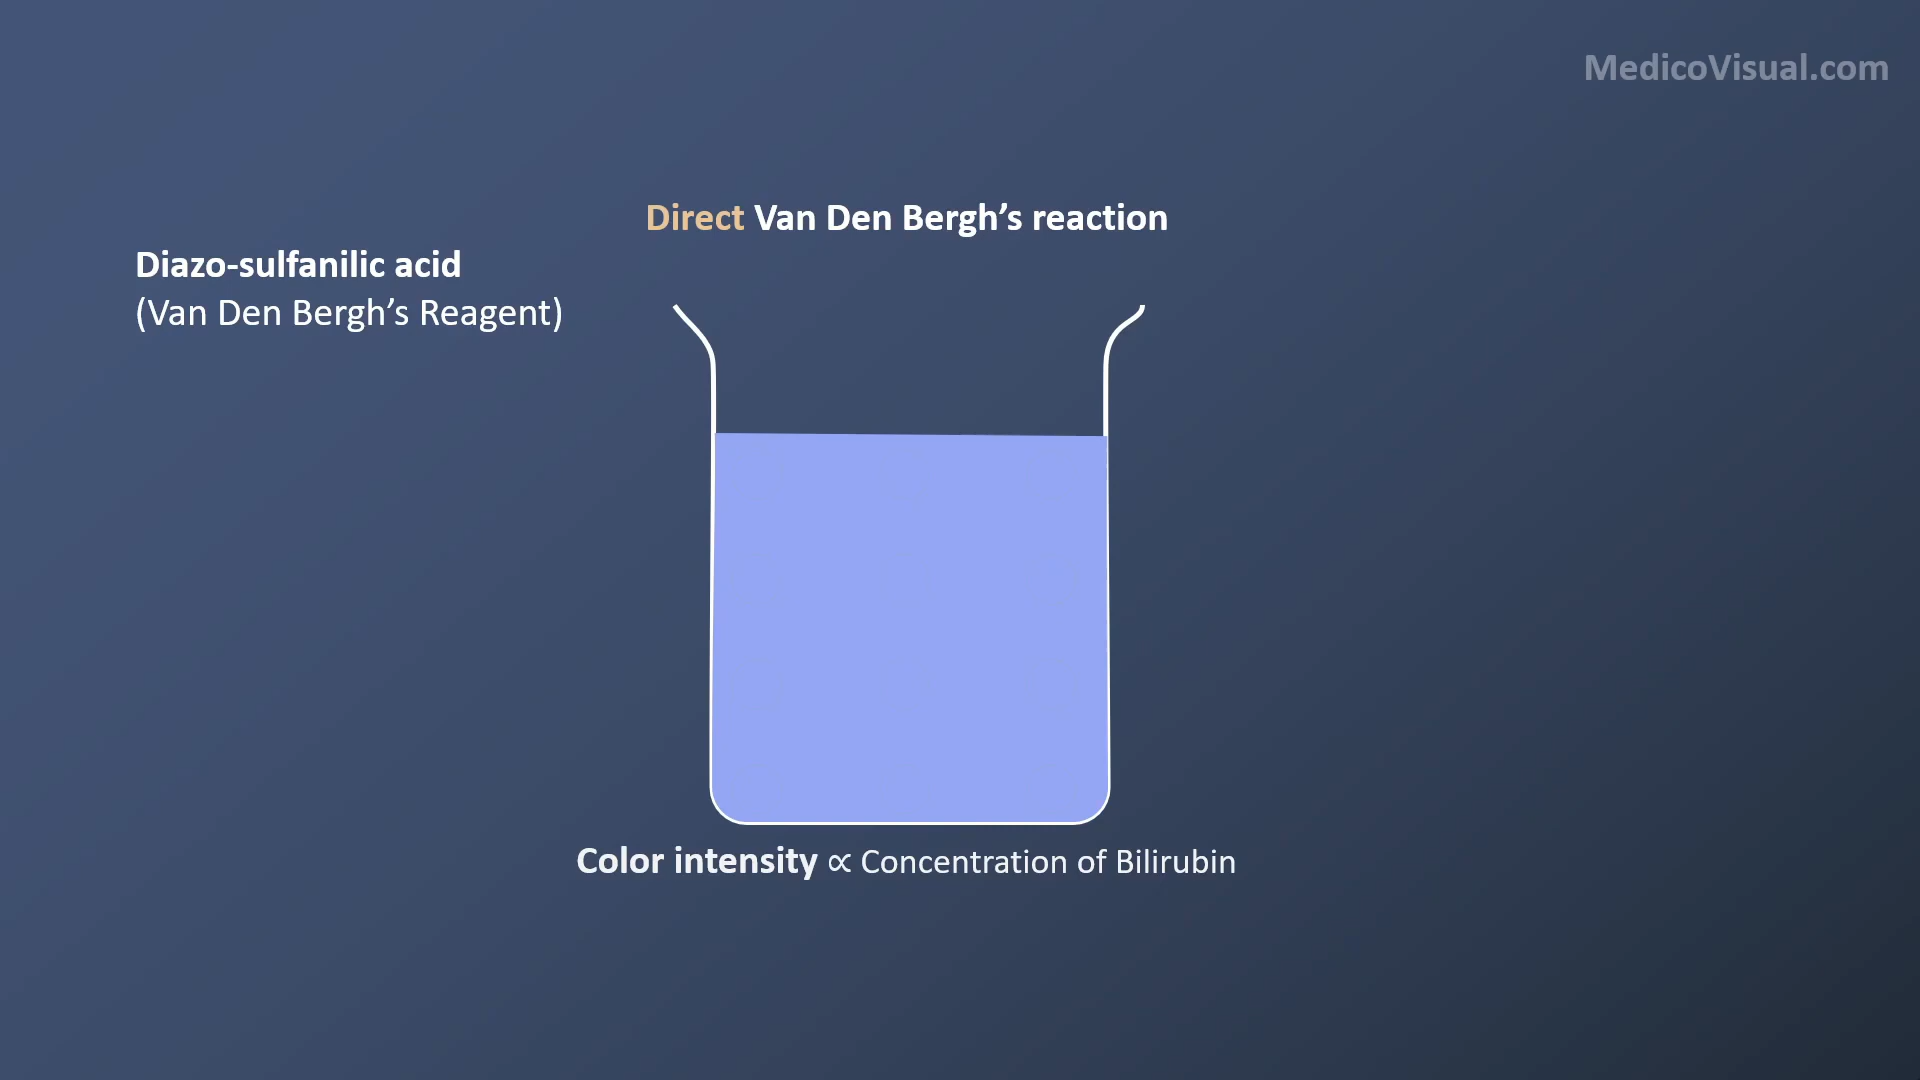 MedicoVisual.com
Direct Van Den Bergh’s reaction
Diazo-sulfanilic acid
(Van Den Bergh’s Reagent)
Color intensity ∝ Concentration of Bilirubin